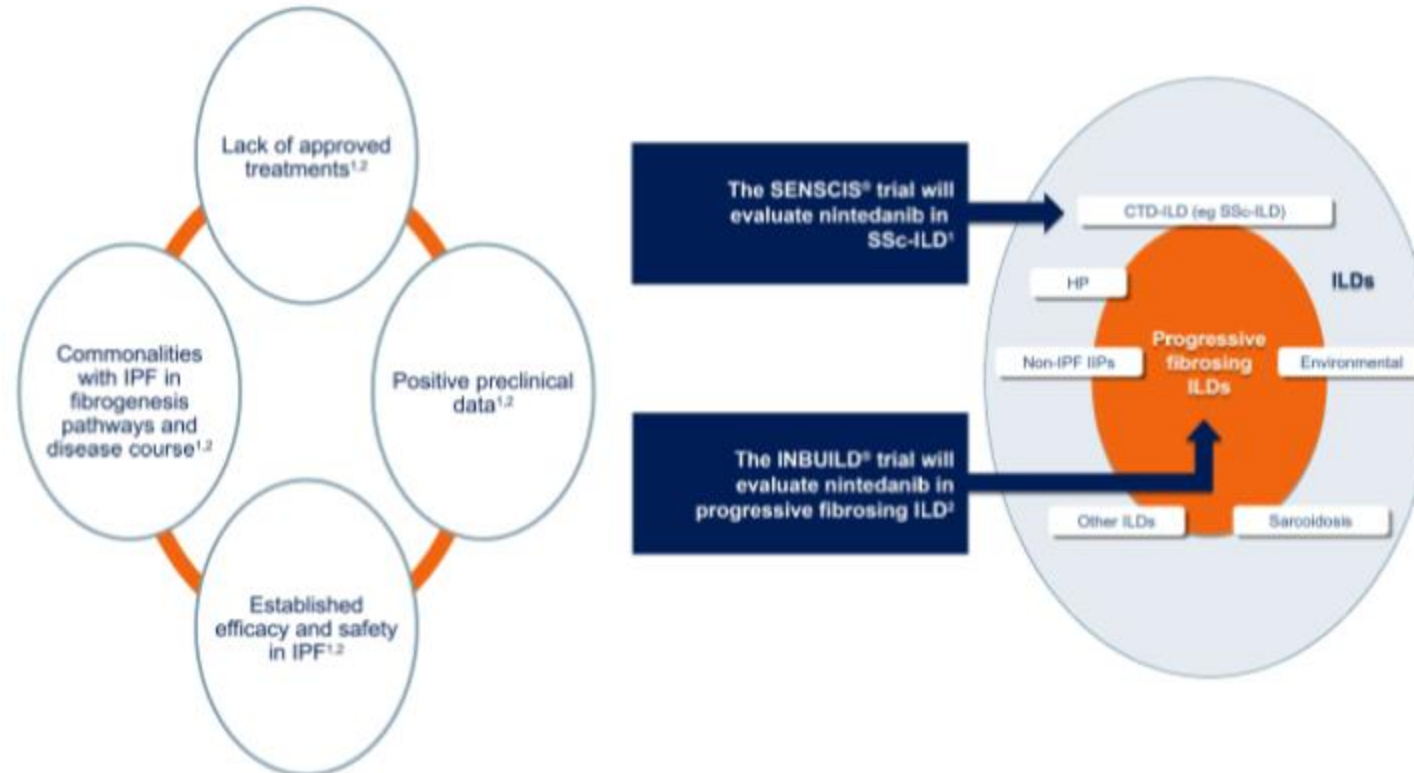 Lack of approved
treatments¹,²
Commonalities
with IPF in
fibrogenesis
pathways and
disease course¹,²
Positive preclinical
data¹,²
Established
efficacy and safety
in IPF¹,²
The SENSCIS® trial will
evaluate nintedanib in
SSc-ILD¹
The INBUILD® trial will
evaluate nintedanib in
progressive fibrosing ILD²
CTD-ILD (eg SSc-ILD)
HP
ILDs
Non-IPF IIPs
Progressive
fibrosing
ILDs
Environmental
Other ILDs
Sarcoidosis